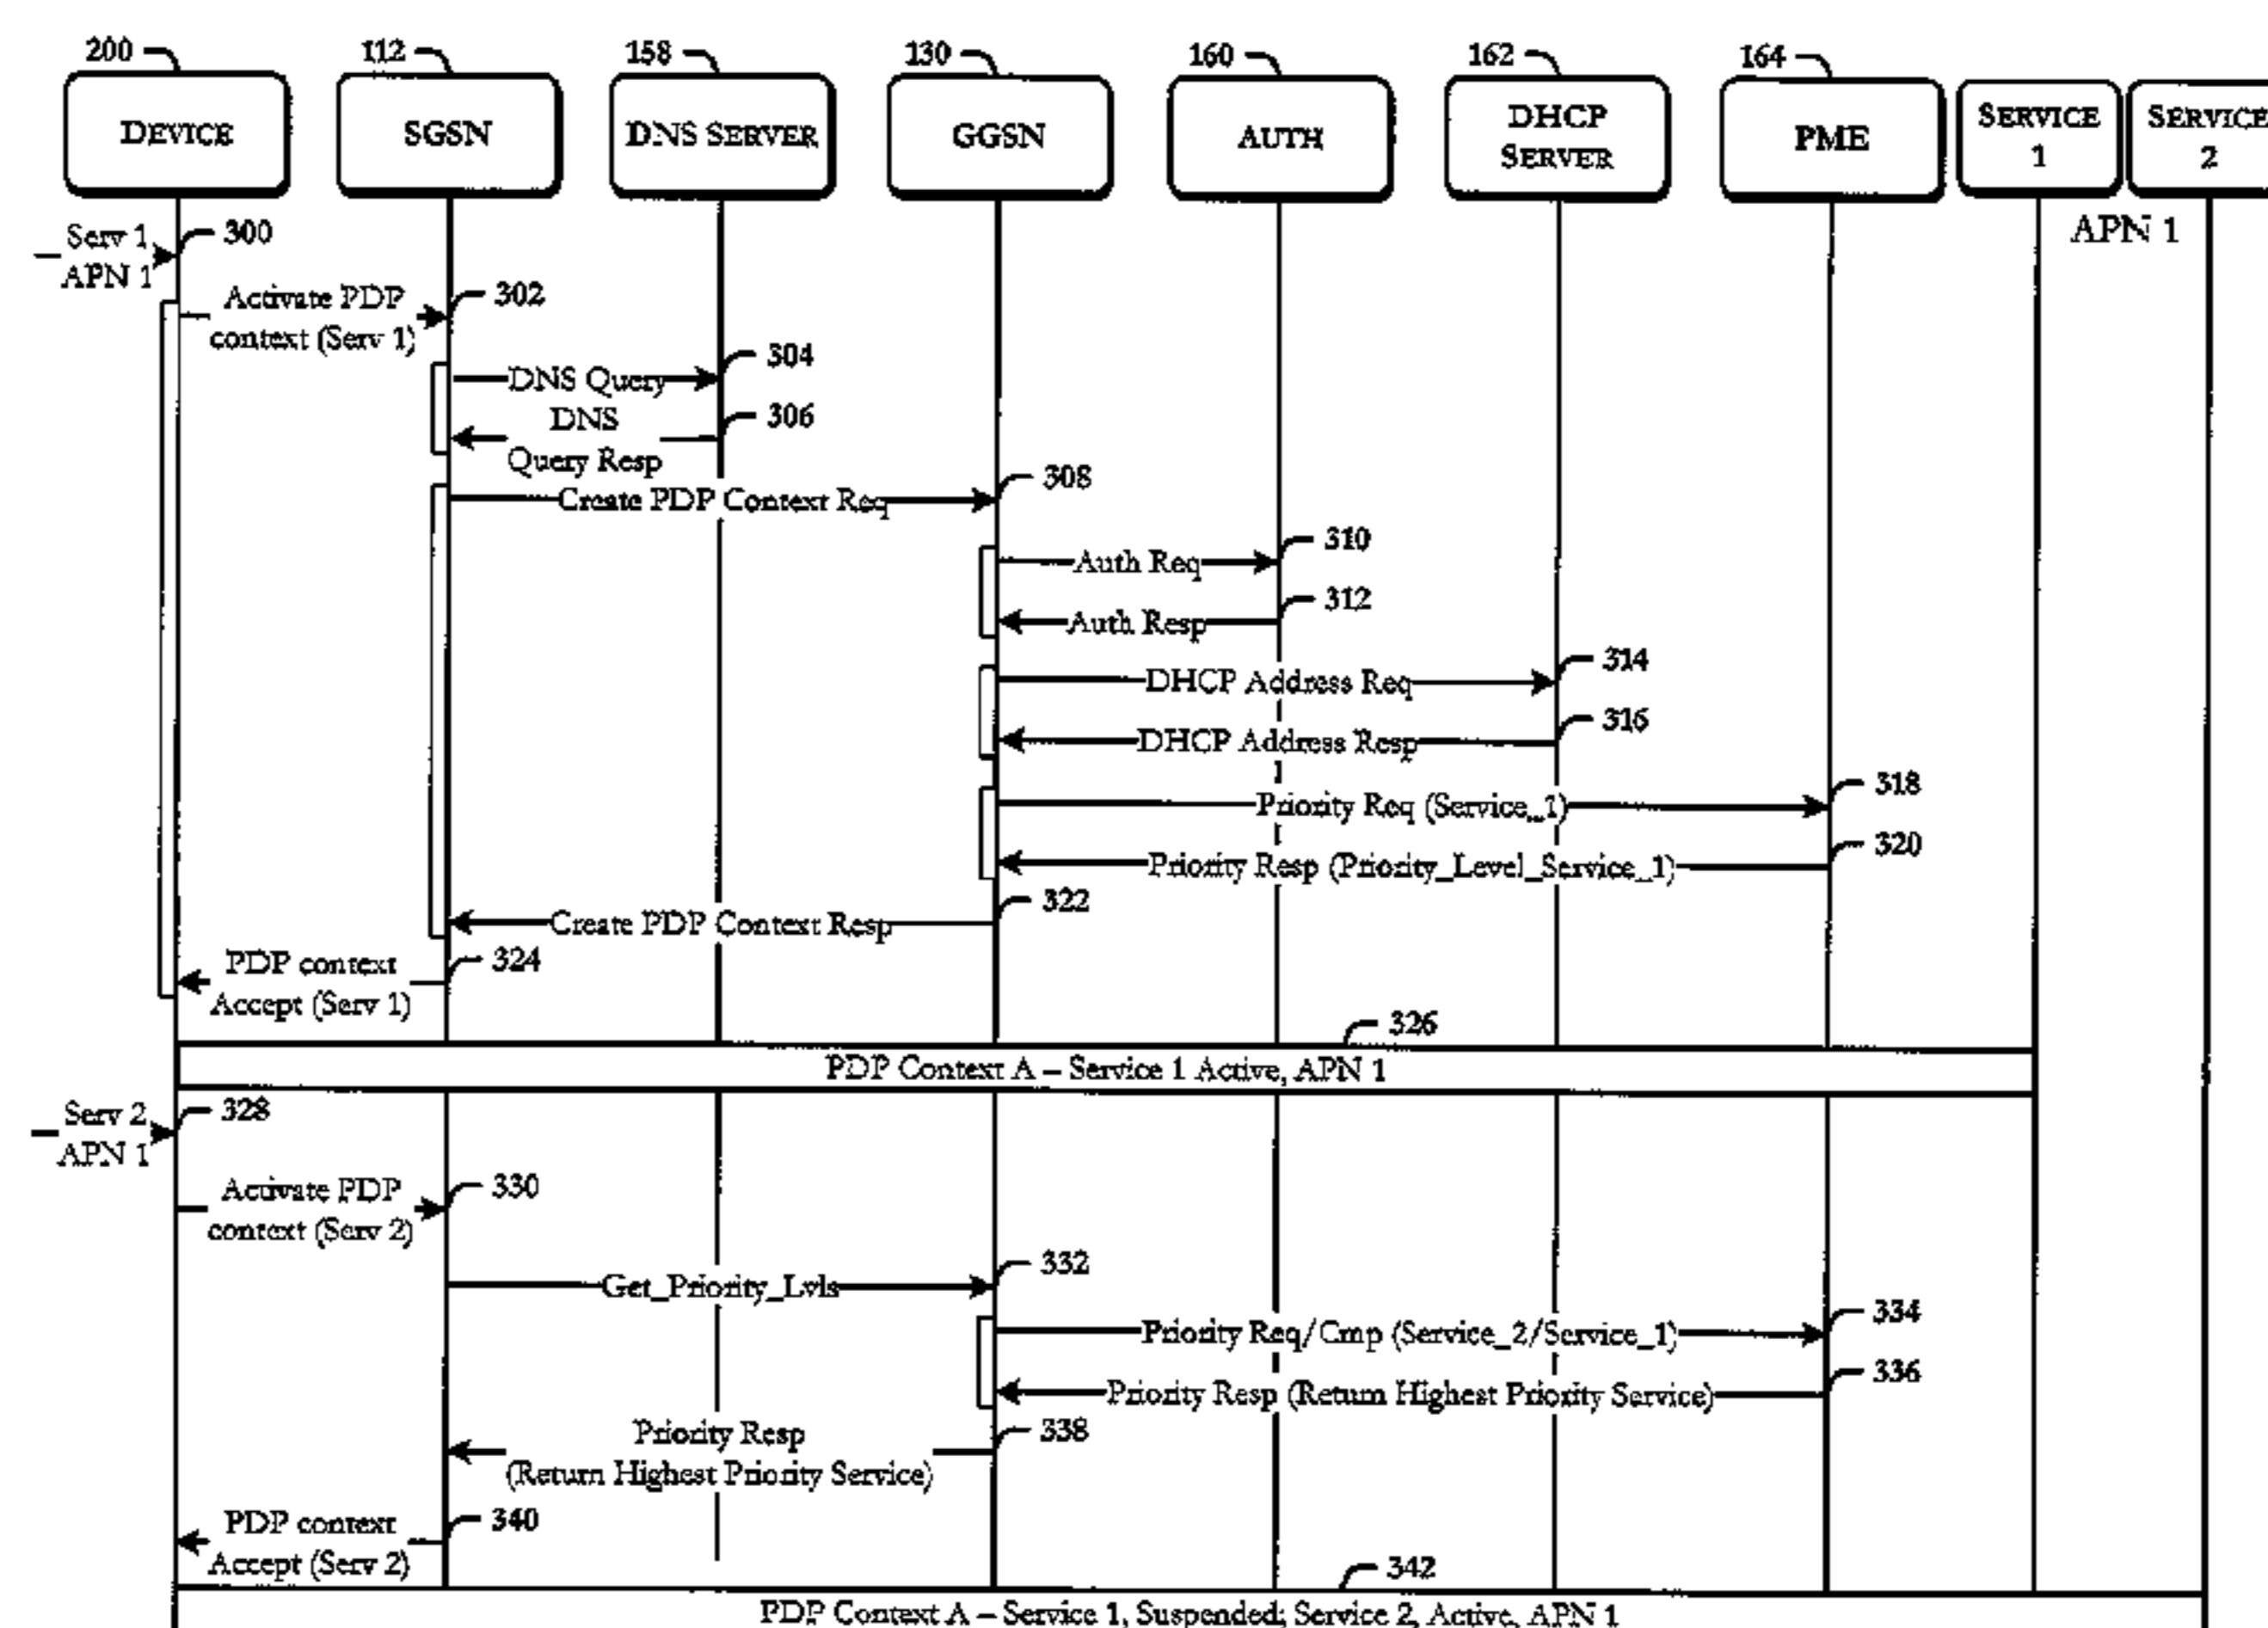 200 112 158 130 160 162 164
DEVICE SGSN DNS SERVER GGSN AUTH DHCP SERVER PME SERVICE 1 SERVICE 2
Serv 1
APN 1
300
APN 1
Activate PDP
context (Serv 1)
302
DNS Query
304
DNS
Query Resp
306
Create PDP Context Req
308
Auth Req
310
Auth Resp
312
DHCP Address Req
314
DHCP Address Resp
316
Priority Req (Service_1)
318
Priority Resp (Priority_Level_Service_1)
320
Create PDP Context Resp
322
PDP context
Accept (Serv 1)
324
326
PDP Context A – Service 1 Active, APN 1
Serv 2
APN 1
328
Activate PDP
context (Serv 2)
330
Get_Priority_Lvls
332
Priority Req/Cmp (Service_2/Service_1)
334
Priority Resp (Return Highest Priority Service)
336
Priority Resp
(Return Highest Priority Service)
338
PDP context
Accept (Serv 2)
340
342
PDP Context A – Service 1, Suspended; Service 2, Active, APN 1